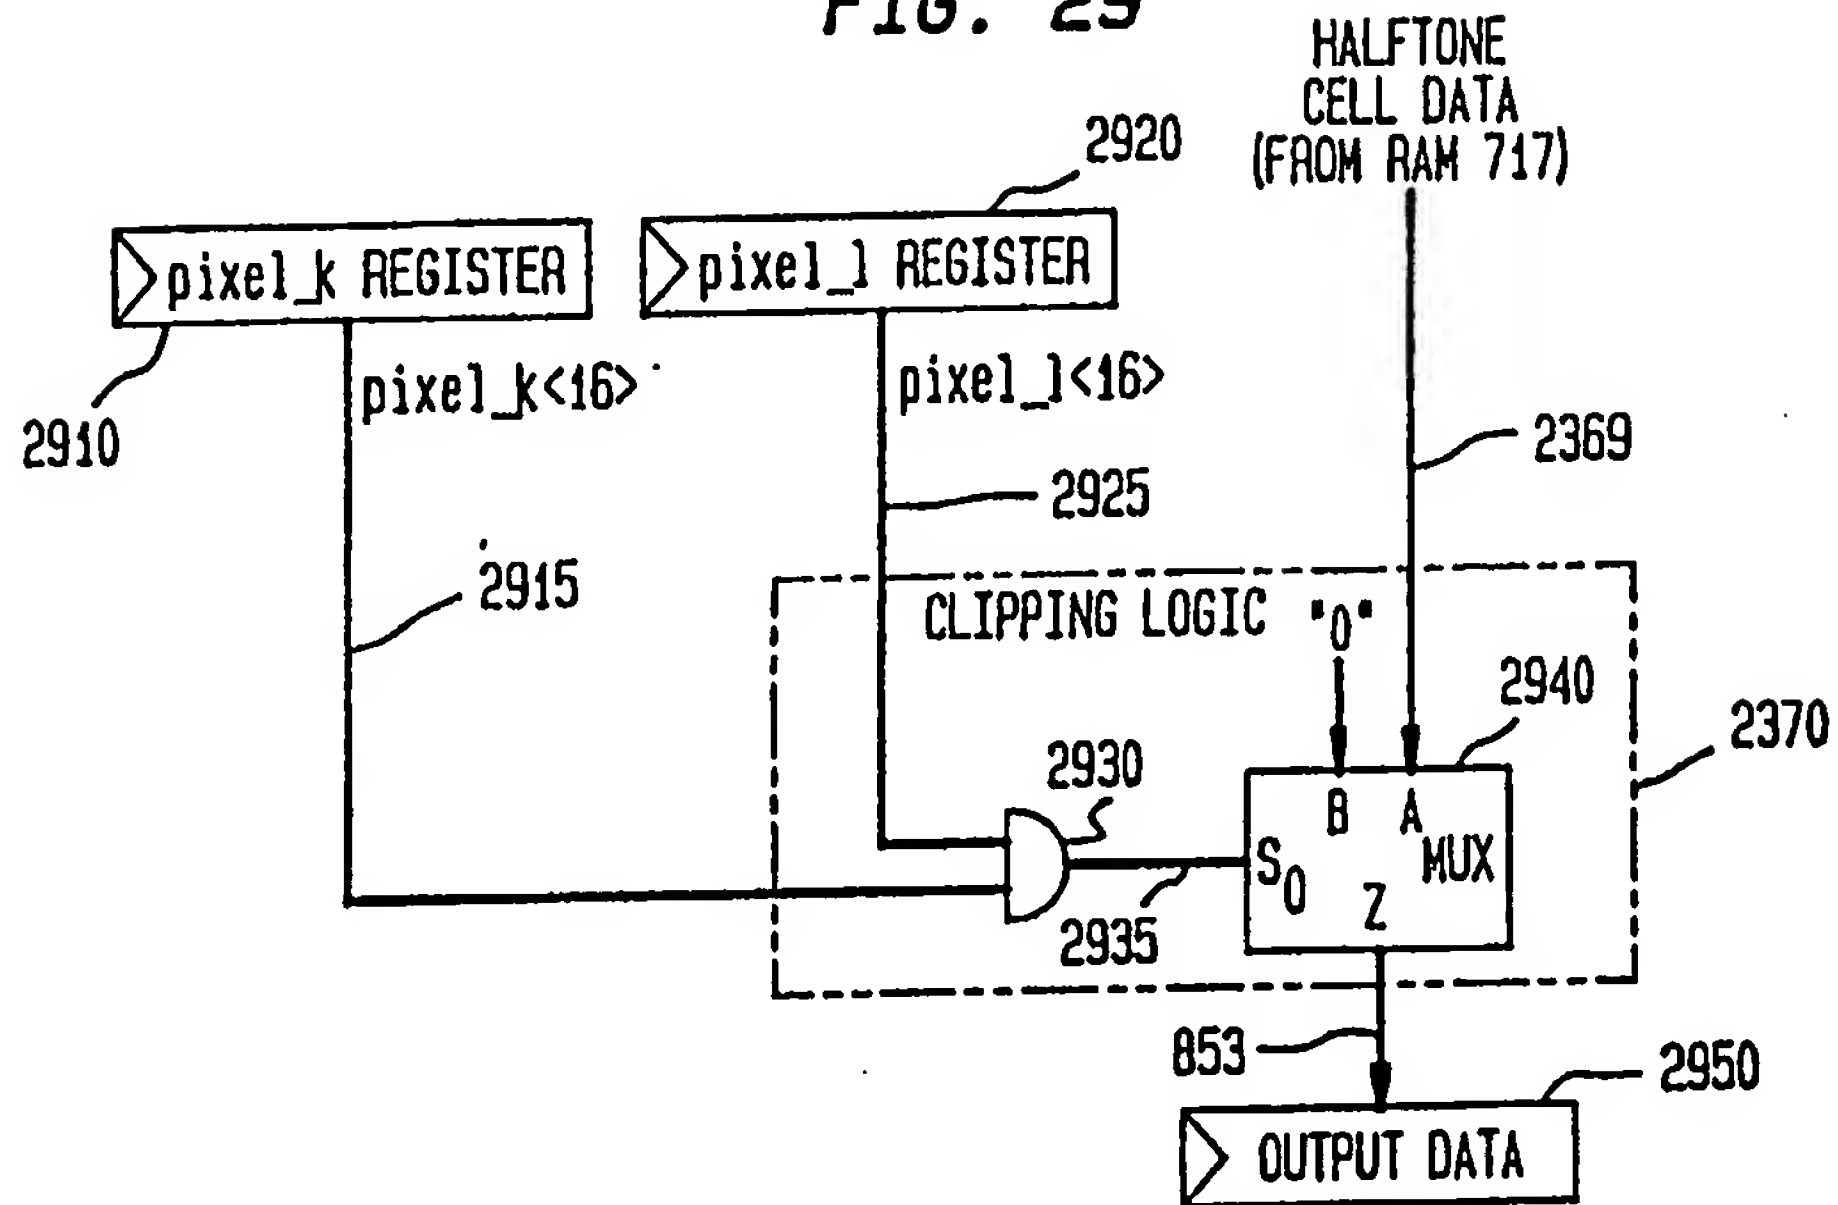 FIG. 29
HALFTONE
CELL DATA
(FROM RAM 717)
2920
pixel_k REGISTER
pixel_l REGISTER
pixel_k<16>
pixel_l<16>
2910
2369
2925
2915
CLIPPING LOGIC
"0"
2940
2370
2930
B
A
S0
MUX
Z
2935
853
2950
OUTPUT DATA